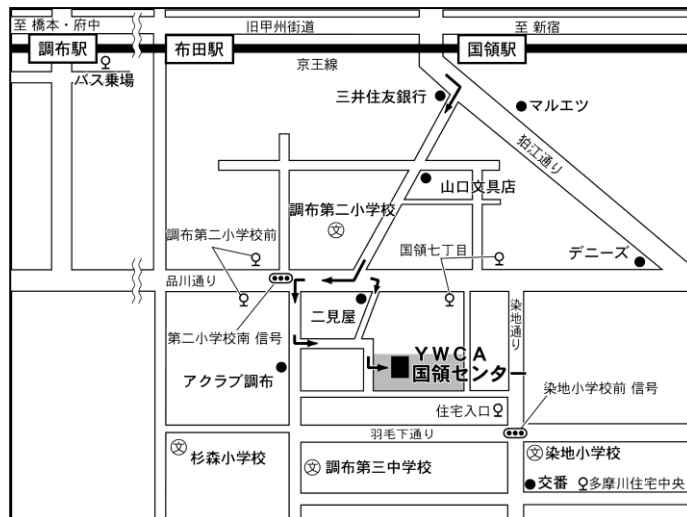 至 橋本・府中
旧甲州街道
至 新宿
調布駅
布田駅
国領駅
バス乗場
京王線
三井住友銀行
マルエツ
狛江通り
山口文具店
調布第二小学校
文
調布第二小学校前
国領七丁目
デニーズ
品川通り
二見屋
染地通り
第二小学校南 信号
YWCA
国領センター
アクラブ調布
染地小学校前 信号
住宅入口
羽毛下通り
文
杉森小学校
文
調布第三中学校
文
染地小学校
交番
多摩川住宅中央